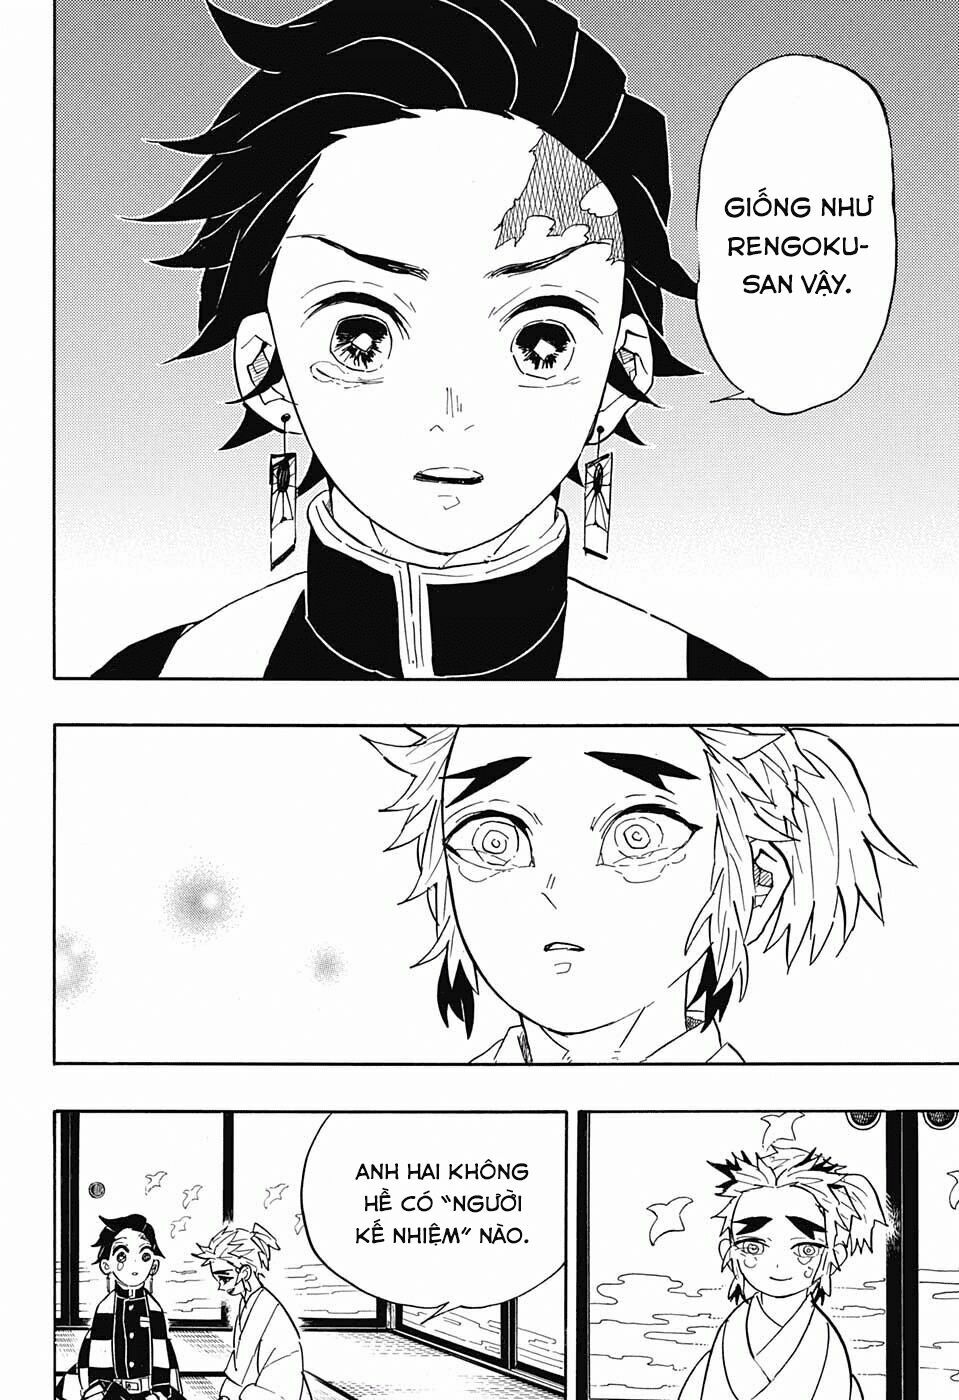 GIỐNG NHƯ
RENGOKU-
SAN VẬY.
ANH HAI KHÔNG
HỀ CÓ "NGƯỜI
KẾ NHIỆM" NÀO.